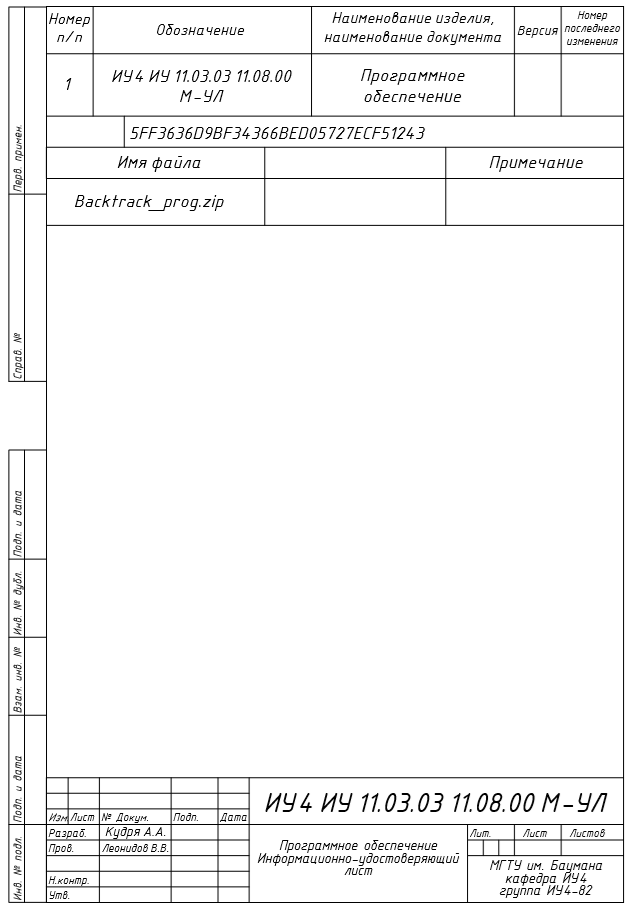 Номер
п/п
Обозначение
Наименование изделия,
наименование документа
Версия
Номер
последнего
изменения
1
ИУ4 ИУ 11.03.03 11.08.00
М-УЛ
Программное
обеспечение
5FF3636D9BF34366BED05727ECF51243
Имя файла
Примечание
Backtrack_prog.zip
Перв. примен.
Справ. №
Подп. и дата
Инв. № дубл.
Взам. инв. №
Подп. и дата
Инв. № подл.
ИУ4 ИУ 11.03.03 11.08.00 М-УЛ
Изм Лист № Докум. Подп. Дата
Разраб. Кудря А.А.
Пров. Леонидов В.В.
Н.контр.
Утв.
Программное обеспечение
Информационно-удостоверяющий
лист
Лит. Лист Листов
МГТУ им. Баумана
кафедра ИУ4
группа ИУ4-82